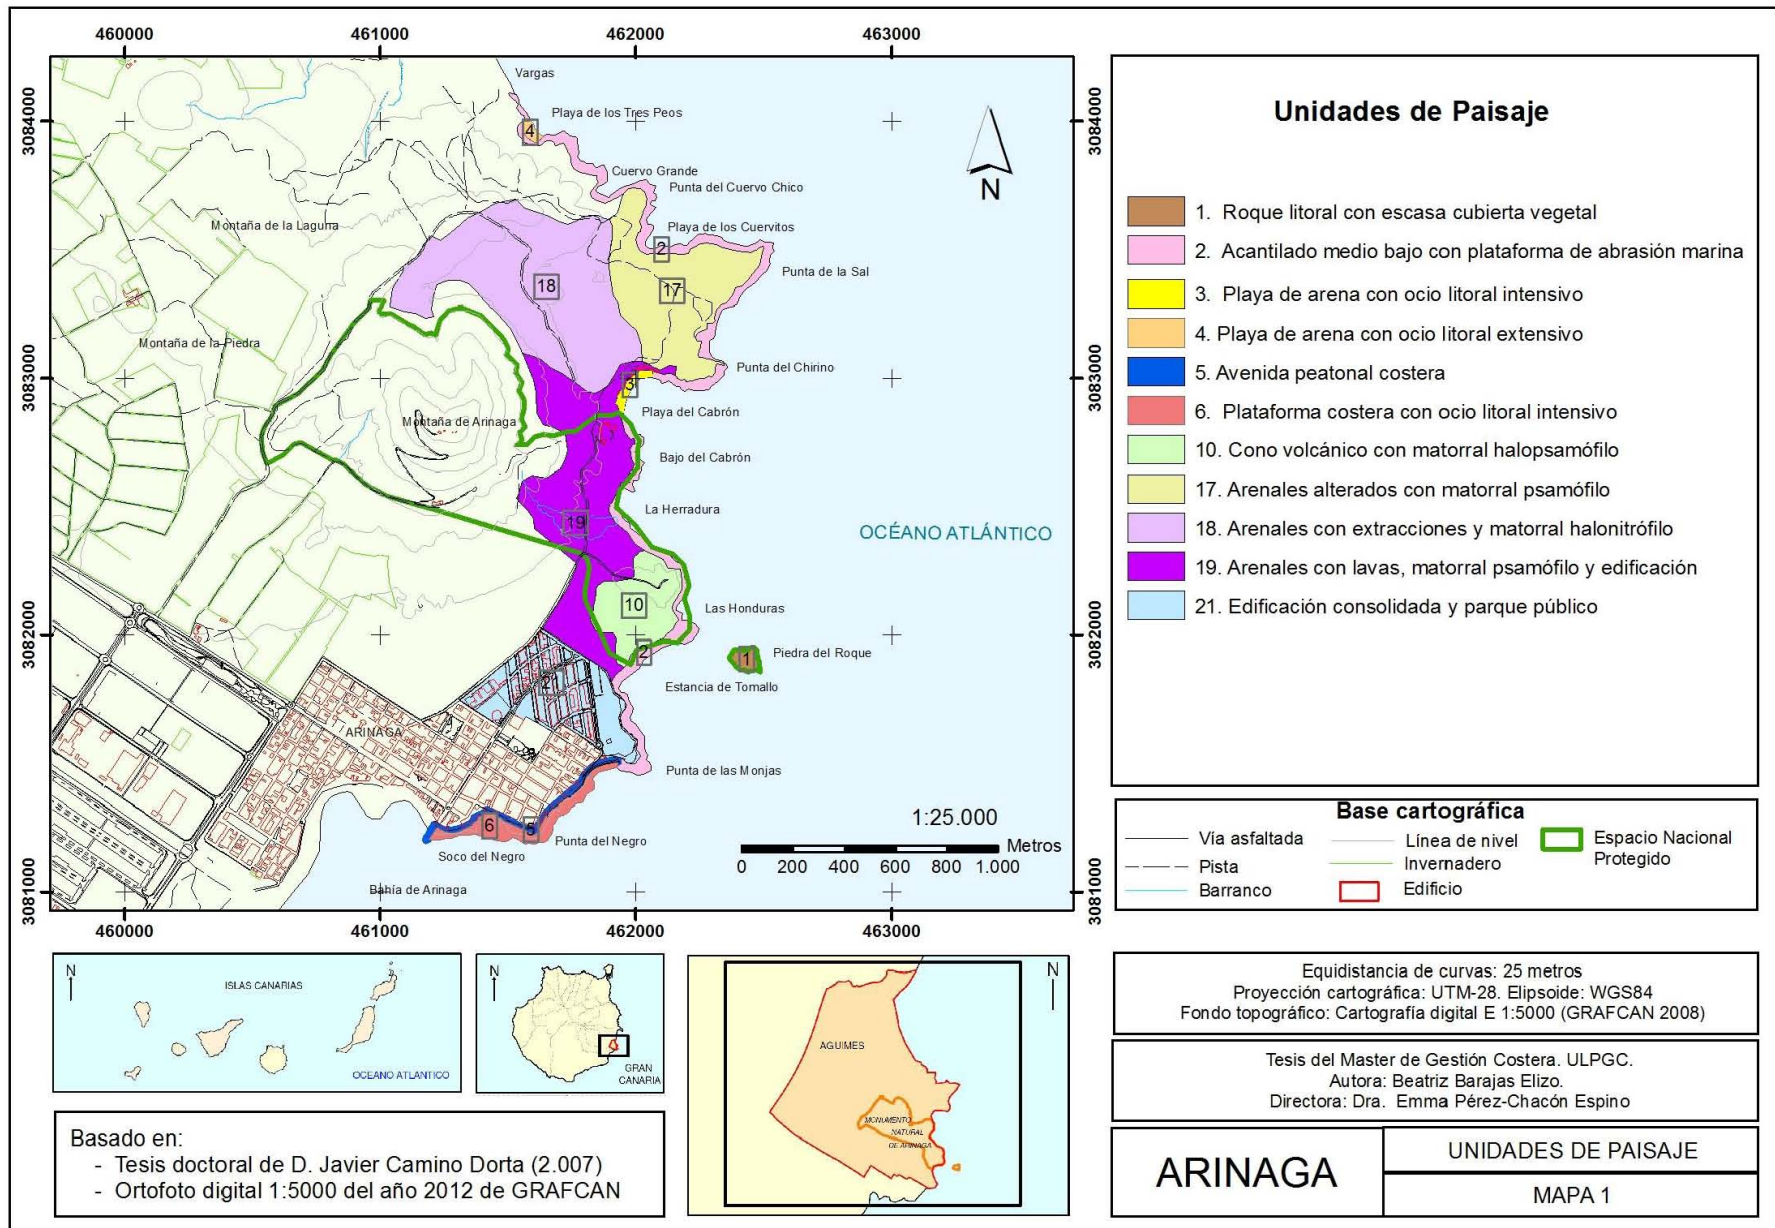 460000
461000
462000
463000
3084000
3083000
3082000
3081000
3084000
3083000
3082000
3081000
460000
461000
462000
463000
Vargas
Playa de los Tres Peos
4
Cuervo Grande
Punta del Cuervo Chico
Montaña de la Laguna
Playa de los Cuervitos
2
Punta de la Sal
18
17
Montaña de la Piedra
Punta del Chirino
3
Playa del Cabrón
Montaña de Arinaga
Bajo del Cabrón
La Herradura
19
OCÉANO ATLÁNTICO
10
Las Honduras
2
1
Piedra del Roque
Estancia de Tomallo
21
ARINAGA
Punta de las Monjas
6
5
Punta del Negro
Soco del Negro
Bahía de Arinaga
N
1:25.000
Metros
0 200 400 600 800 1.000
Unidades de Paisaje
1. Roque litoral con escasa cubierta vegetal
2. Acantilado medio bajo con plataforma de abrasión marina
3. Playa de arena con ocio litoral intensivo
4. Playa de arena con ocio litoral extensivo
5. Avenida peatonal costera
6. Plataforma costera con ocio litoral intensivo
10. Cono volcánico con matorral halopsamófilo
17. Arenales alterados con matorral psamófilo
18. Arenales con extracciones y matorral halonitrófilo
19. Arenales con lavas, matorral psamófilo y edificación
21. Edificación consolidada y parque público
Base cartográfica
Vía asfaltada
Pista
Barranco
Línea de nivel
Invernadero
Edificio
Espacio Nacional
Protegido
N
ISLAS CANARIAS
OCEANO ATLANTICO
N
GRAN
CANARIA
N
AGUIMES
MONUMENTO
NATURAL
DE ARINAGA
Equidistancia de curvas: 25 metros
Proyección cartográfica: UTM-28. Elipsoide: WGS84
Fondo topográfico: Cartografía digital E 1:5000 (GRAFCAN 2008)
Tesis del Master de Gestión Costera. ULPGC.
Autora: Beatriz Barajas Elizo.
Directora: Dra. Emma Pérez-Chacón Espino
Basado en:
- Tesis doctoral de D. Javier Camino Dorta (2.007)
- Ortofoto digital 1:5000 del año 2012 de GRAFCAN
ARINAGA
UNIDADES DE PAISAJE
MAPA 1